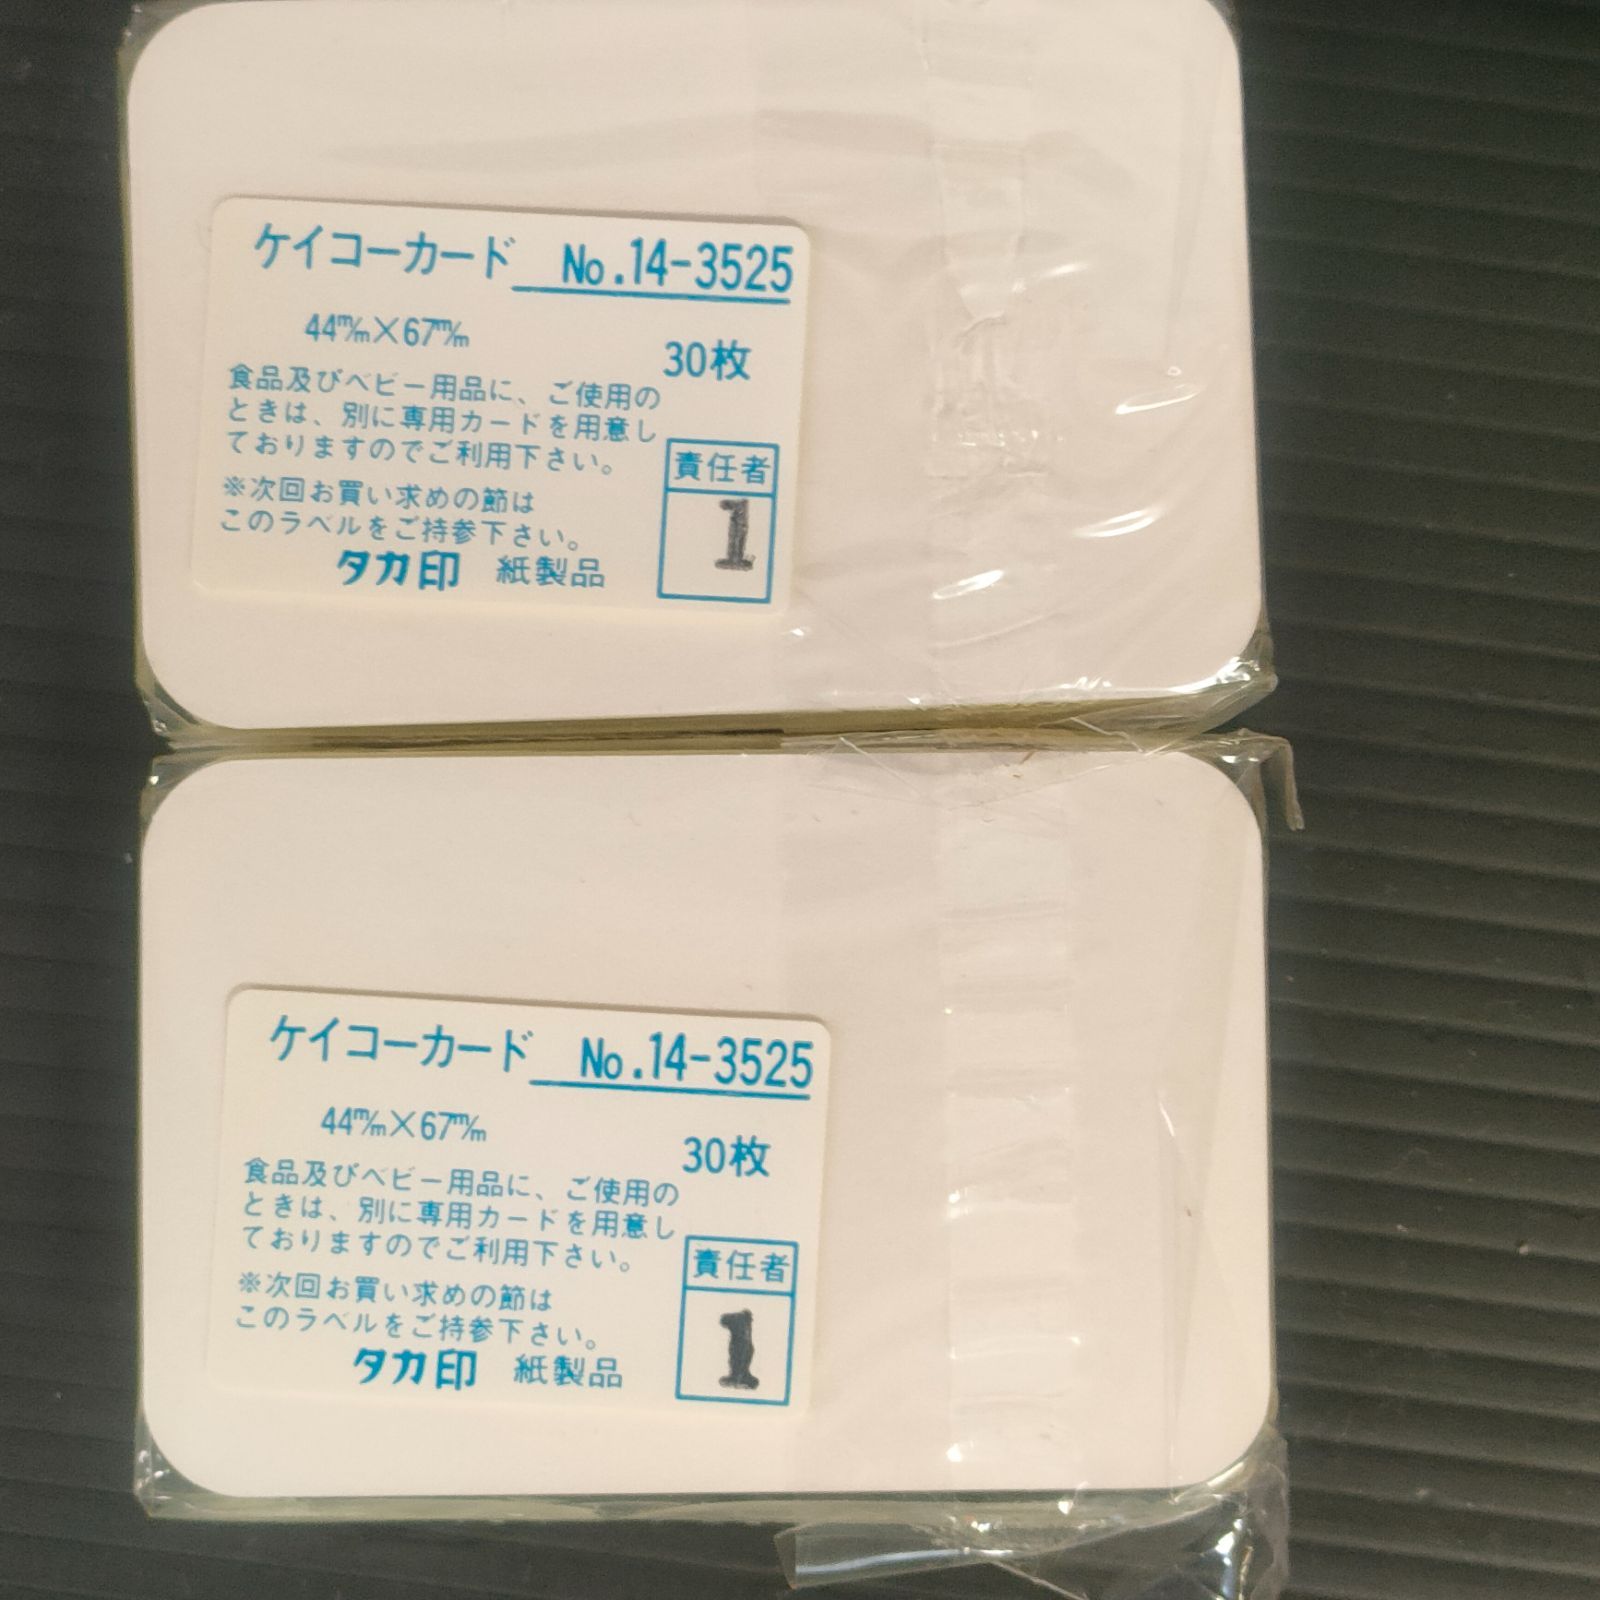 ケイコーカード No.14-3525
44㎜×67㎜
30枚
食品及びベビー用品に、ご使用の
ときは、別に専用カードを用意し
ておりますのでご利用下さい。
※次回お買い求めの節は
このラベルをご持参下さい。
タカ印 紙製品
責任者
1
ケイコーカード No.14-3525
44㎜×67㎜
30枚
食品及びベビー用品に、ご使用の
ときは、別に専用カードを用意し
ておりますのでご利用下さい。
※次回お買い求めの節は
このラベルをご持参下さい。
タカ印 紙製品
責任者
1